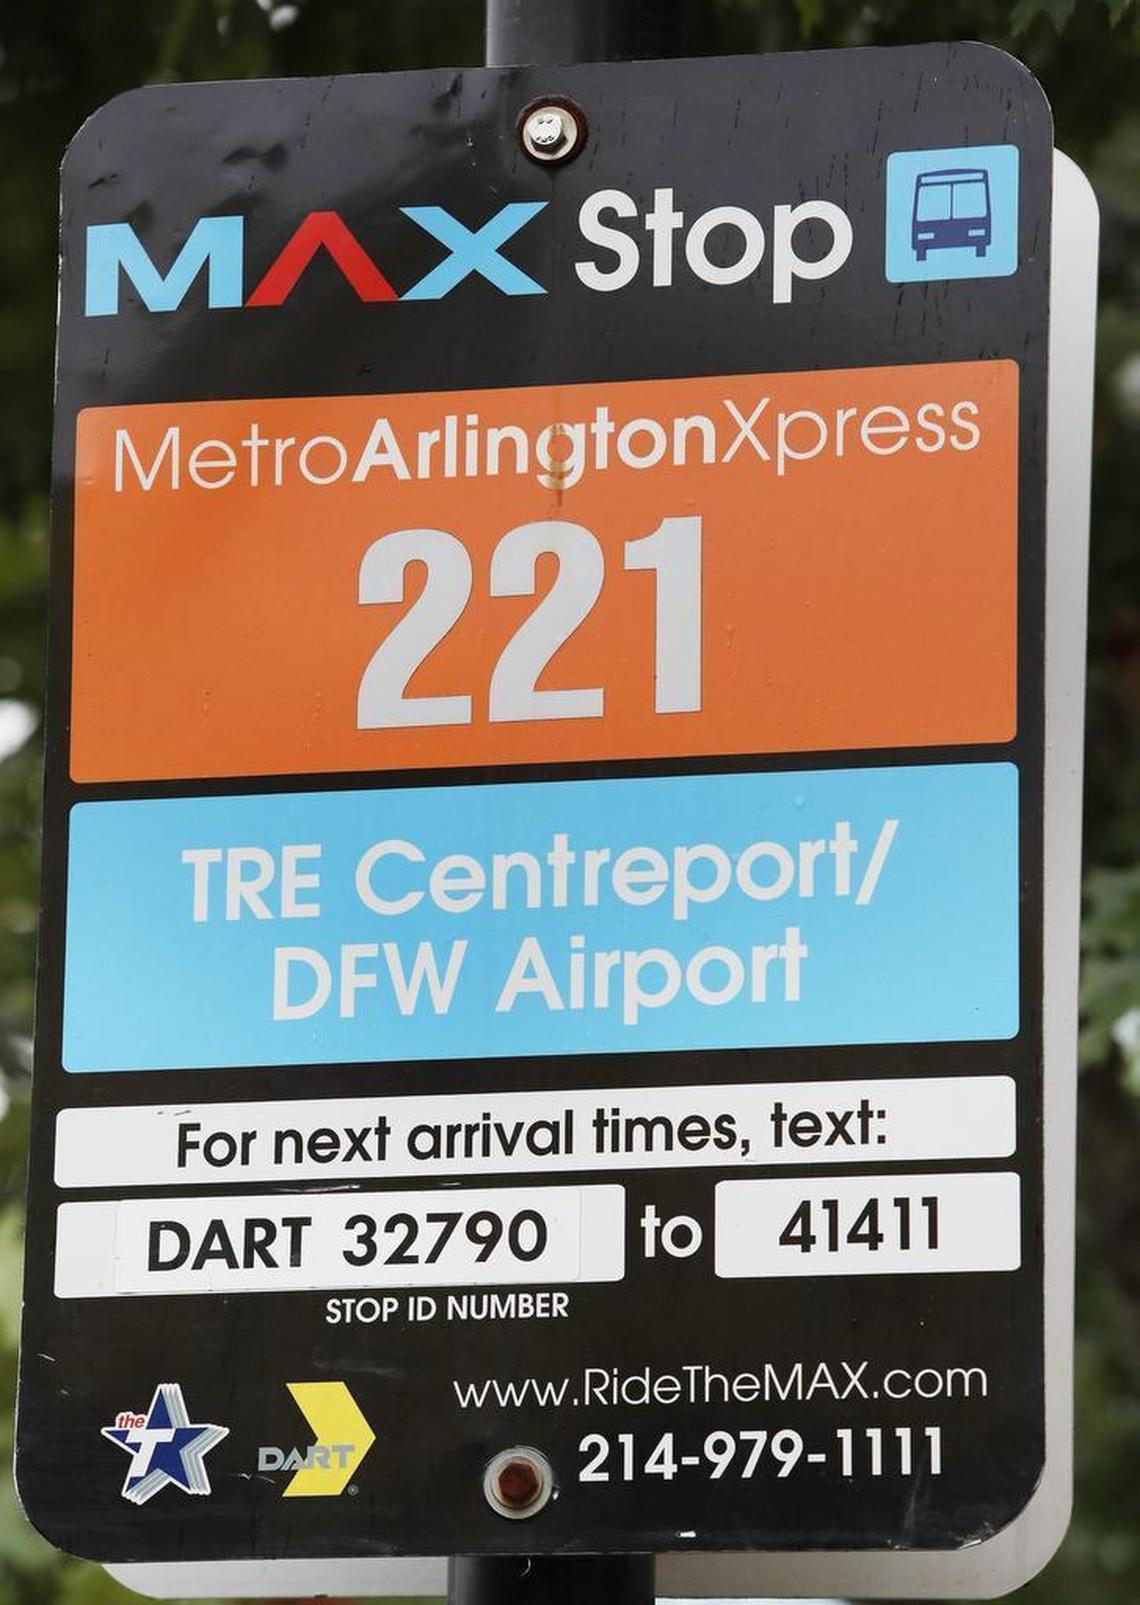 MAX Stop
MetroArlingtonXpress
221
TRE Centreport/
DFW Airport
For next arrival times, text:
DART 32790 to 41411
STOP ID NUMBER
www.RideTheMAX.com
the T DART 214-979-1111